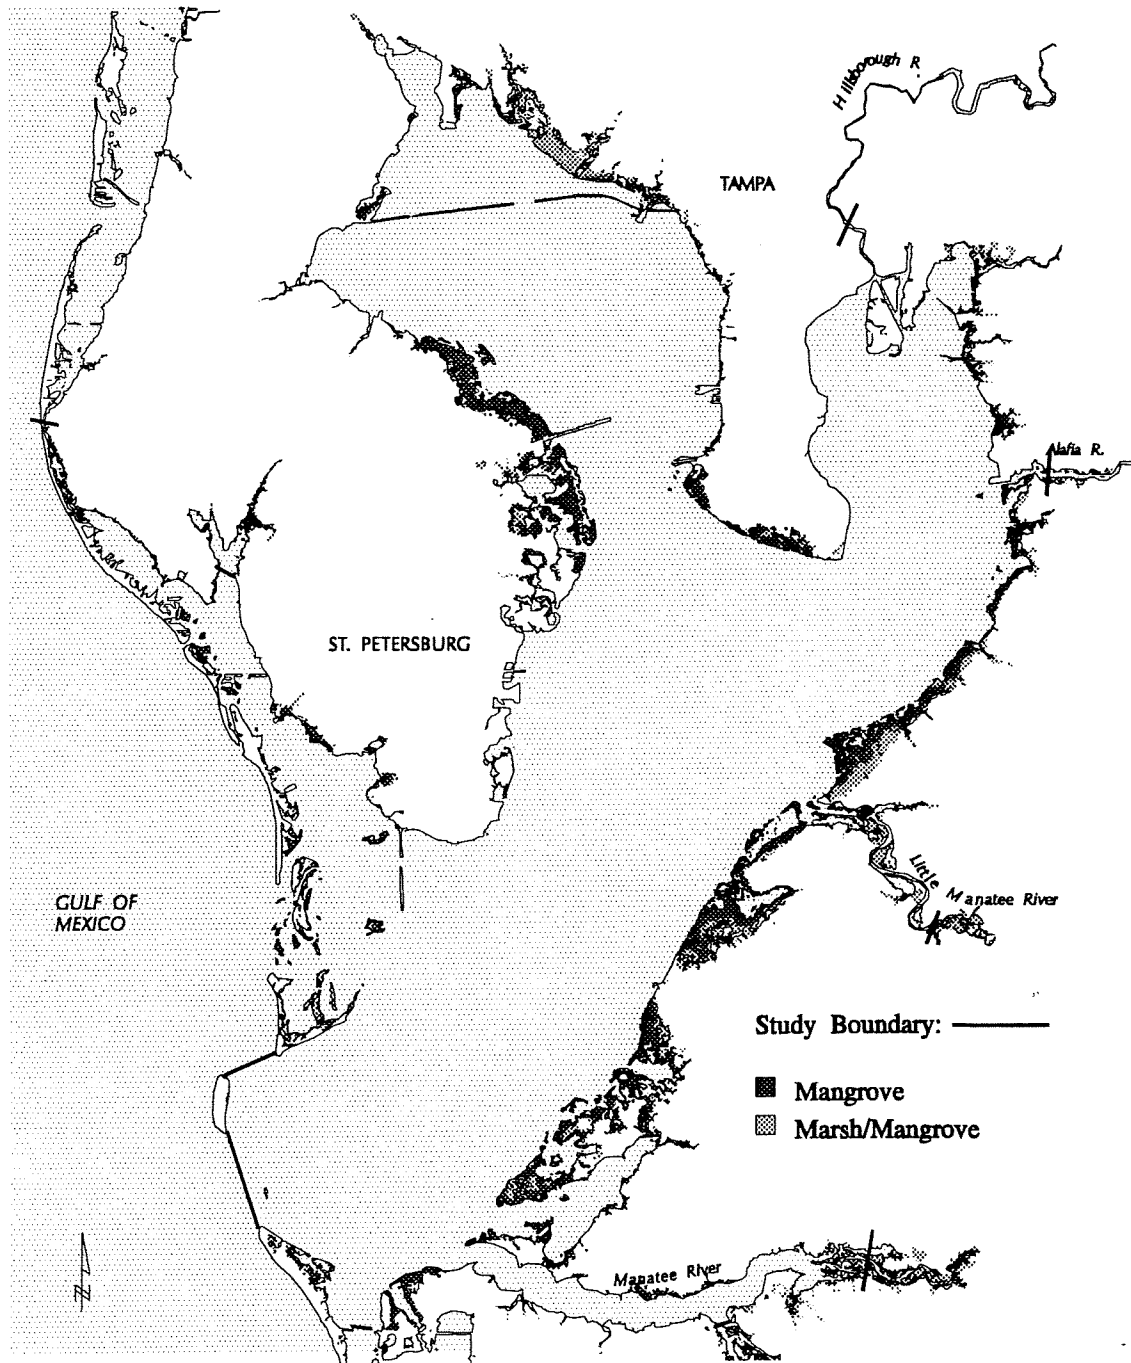 Hillsborough R.
TAMPA
Alafia R.
ST. PETERSBURG
GULF OF
MEXICO
Little Manatee River
Study Boundary:
Mangrove
Marsh/Mangrove
Manatee River
N